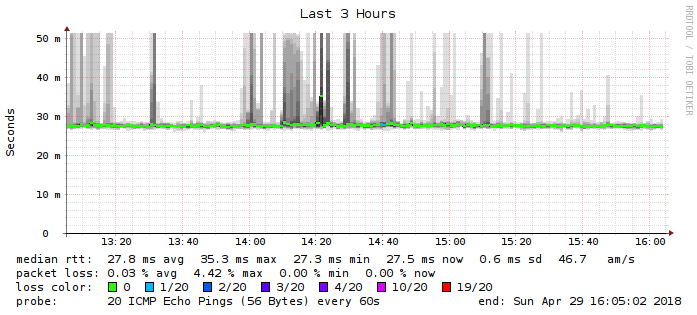 Last 3 Hours
RRDTOOL / TOBI OETIKER
Seconds
50 m
40 m
30 m
20 m
10 m
0
13:20 13:40 14:00 14:20 14:40 15:00 15:20 15:40 16:00
median rtt: 27.8 ms avg 35.3 ms max 27.3 ms min 27.5 ms now 0.6 ms sd 46.7 am/s
packet loss: 0.03 % avg 4.42 % max 0.00 % min 0.00 % now
loss color: 0 1/20 2/20 3/20 4/20 10/20 19/20
probe: 20 ICMP Echo Pings (56 Bytes) every 60s end: Sun Apr 29 16:05:02 2018